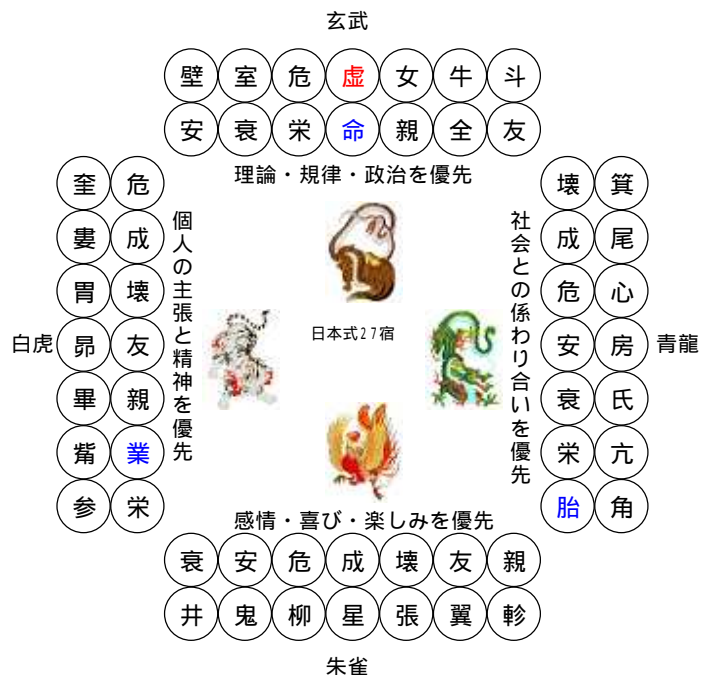 玄武
壁 室 危 虚 女 牛 斗
安 衰 栄 命 親 全 友
理論・規律・政治を優先
奎 危
婁 成
胃 壊
昴 友
畢 親
觜 業
参 栄
白虎
個人の主張と精神を優先
日本式27宿
社会との係わり合いを優先
壊 箕
成 尾
危 心
安 房
衰 氐
栄 亢
胎 角
青龍
感情・喜び・楽しみを優先
衰 安 危 成 壊 友 親
井 鬼 柳 星 張 翼 軫
朱雀